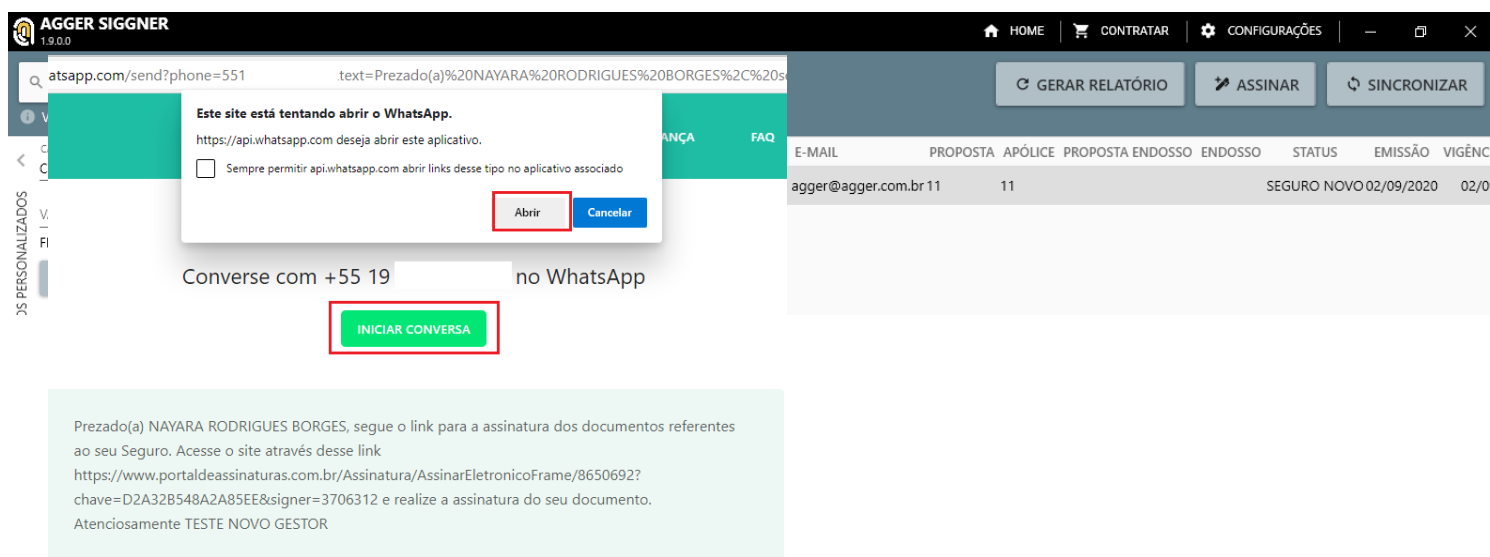 AGGER SIGGNER
1.9.0.0
HOME
CONTRATAR
CONFIGURAÇÕES
atsapp.com/send?phone=551 .text=Prezado(a)%20NAYARA%20RODRIGUES%20BORGES%2C%20s
GERAR RELATÓRIO
ASSINAR
SINCRONIZAR
Este site está tentando abrir o WhatsApp.
https://api.whatsapp.com deseja abrir este aplicativo.
Sempre permitir api.whatsapp.com abrir links desse tipo no aplicativo associado
Abrir
Cancelar
ANÇA
FAQ
E-MAIL PROPOSTA APÓLICE PROPOSTA ENDOSSO ENDOSSO STATUS EMISSÃO VIGÊNC
agger@agger.com.br 11 11 SEGURO NOVO 02/09/2020 02/0
OS PERSONALIZADOS
Converse com +55 19 no WhatsApp
INICIAR CONVERSA
Prezado(a) NAYARA RODRIGUES BORGES, segue o link para a assinatura dos documentos referentes
ao seu Seguro. Acesse o site através desse link
https://www.portaldeassinaturas.com.br/Assinatura/AssinarEletronicoFrame/8650692?
chave=D2A32B548A2A85EE&signer=3706312 e realize a assinatura do seu documento.
Atenciosamente TESTE NOVO GESTOR